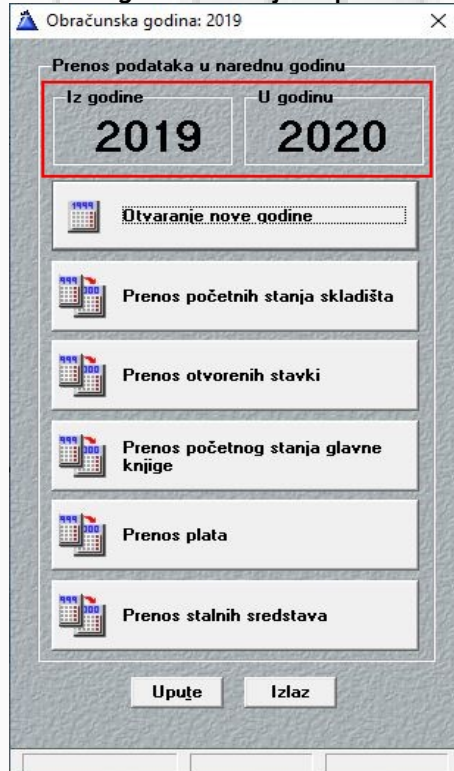 Obračunska godina: 2019
Prenos podataka u narednu godinu
Iz godine
U godinu
2019
2020
Otvaranje nove godine
Prenos početnih stanja skladišta
Prenos otvorenih stavki
Prenos početnog stanja glavne
knjige
Prenos plata
Prenos stalnih sredstava
Upute
Izlaz